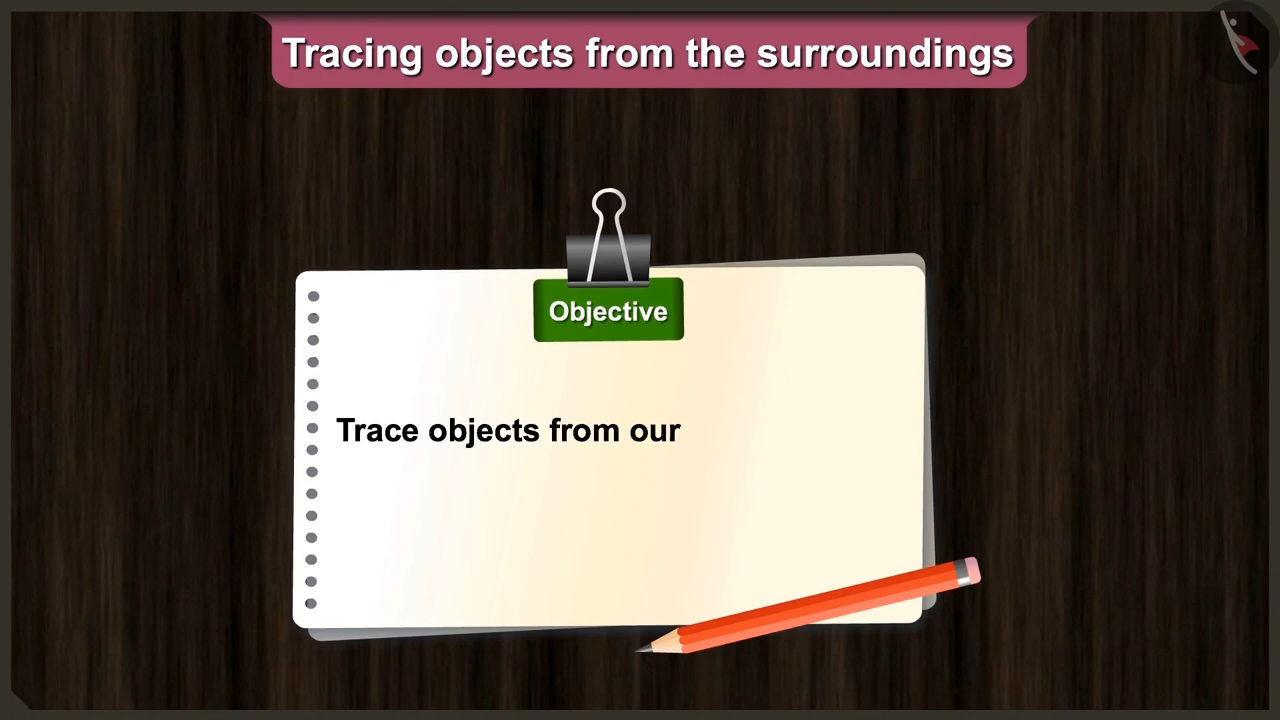 Tracing objects from the surroundings
Objective
Trace objects from our